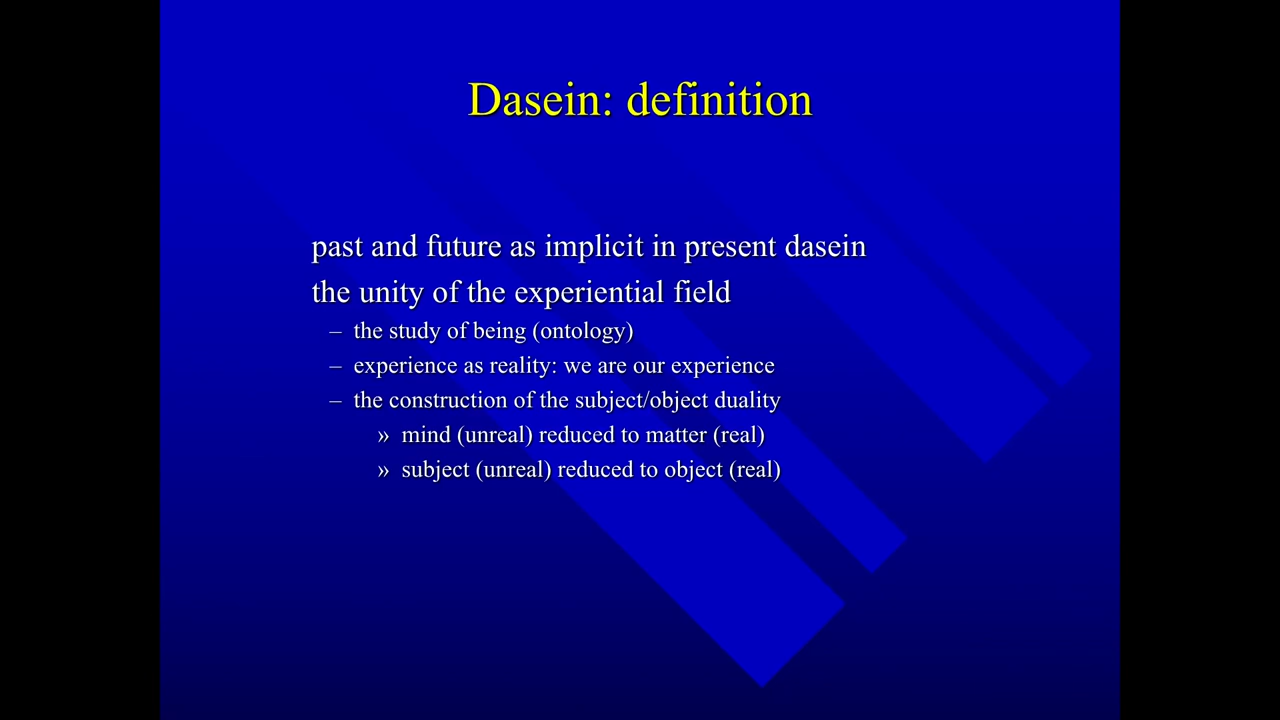 Dasein: definition
past and future as implicit in present dasein
the unity of the experiential field
– the study of being (ontology)
– experience as reality: we are our experience
– the construction of the subject/object duality
» mind (unreal) reduced to matter (real)
» subject (unreal) reduced to object (real)